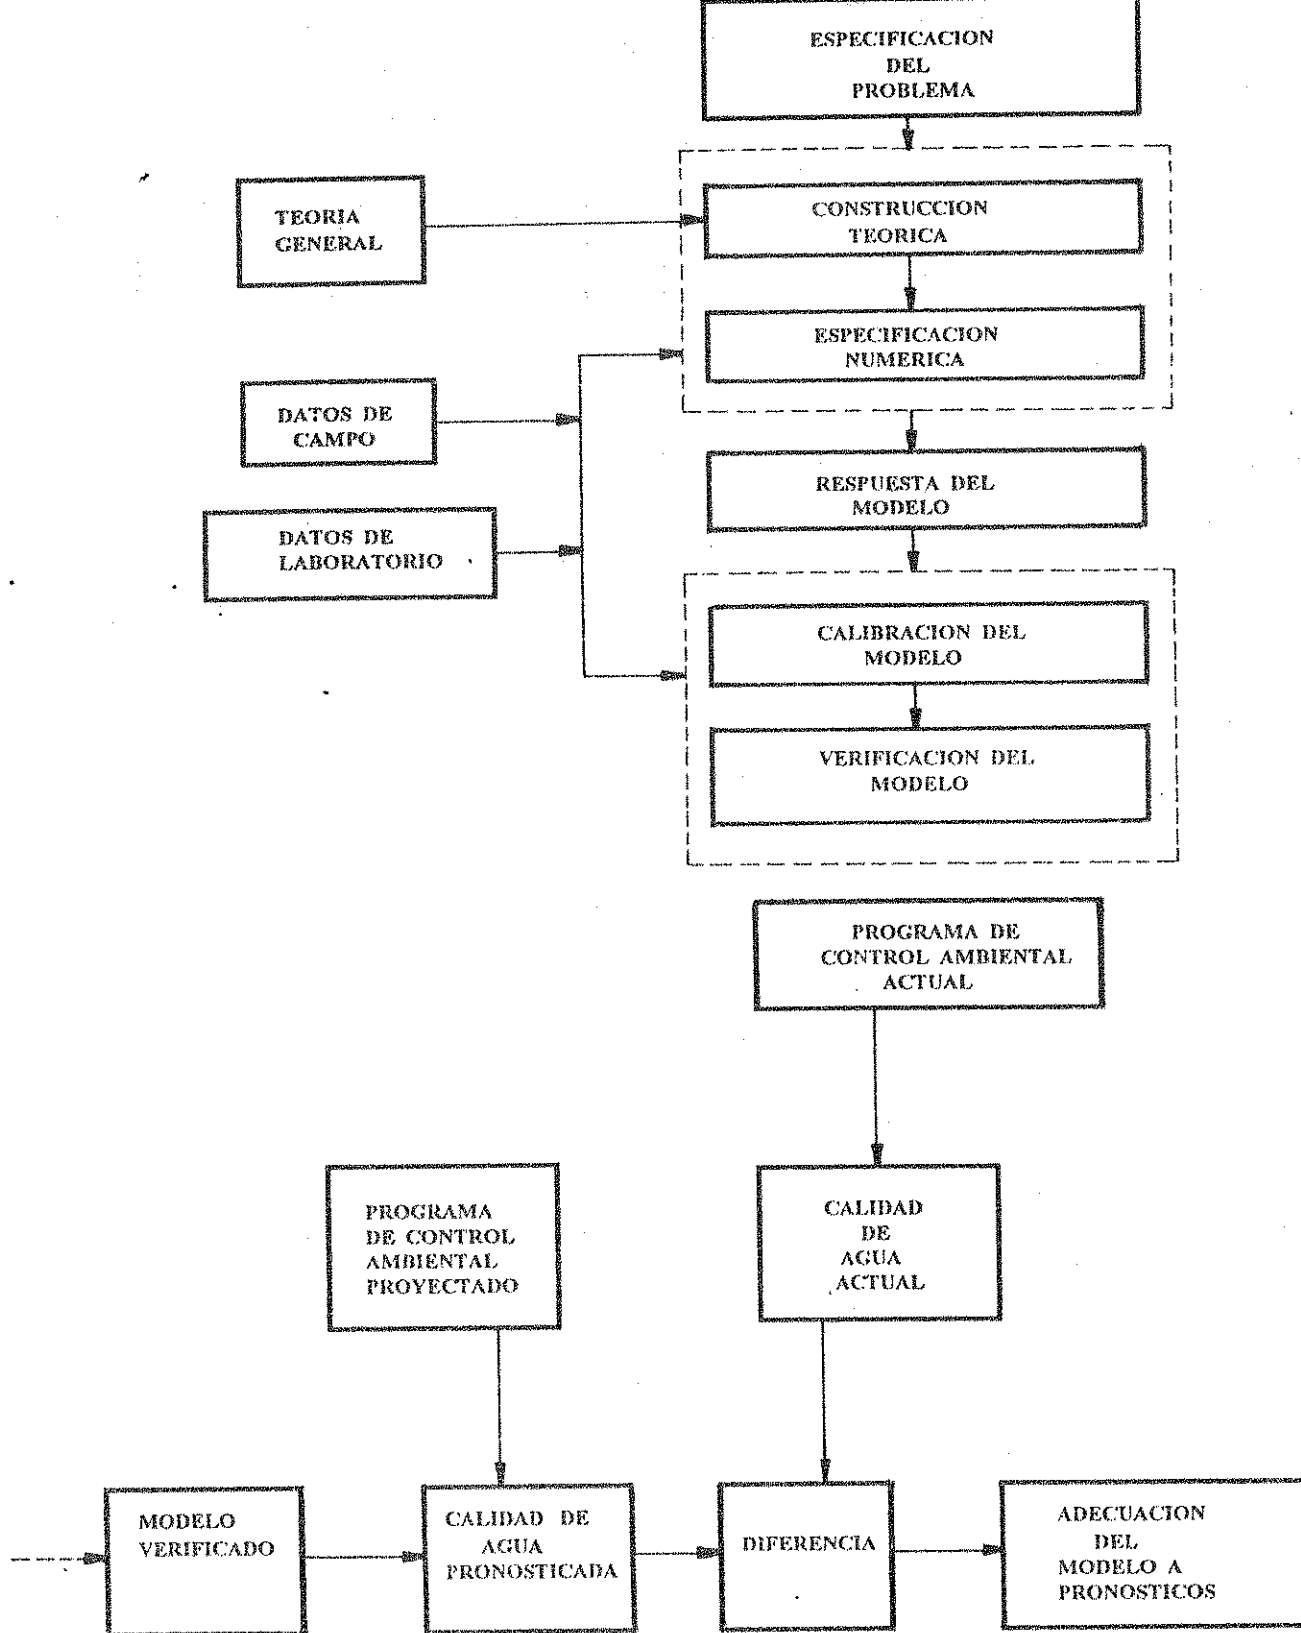 ESPECIFICACION
DEL
PROBLEMA
TEORIA
GENERAL
CONSTRUCCION
TEORICA
ESPECIFICACION
NUMERICA
DATOS DE
CAMPO
RESPUESTA DEL
MODELO
DATOS DE
LABORATORIO
CALIBRACION DEL
MODELO
VERIFICACION DEL
MODELO
PROGRAMA DE
CONTROL AMBIENTAL
ACTUAL
PROGRAMA
DE CONTROL
AMBIENTAL
PROYECTADO
CALIDAD
DE
AGUA
ACTUAL
MODELO
VERIFICADO
CALIDAD DE
AGUA
PRONOSTICADA
DIFERENCIA
ADECUACION
DEL
MODELO A
PRONOSTICOS